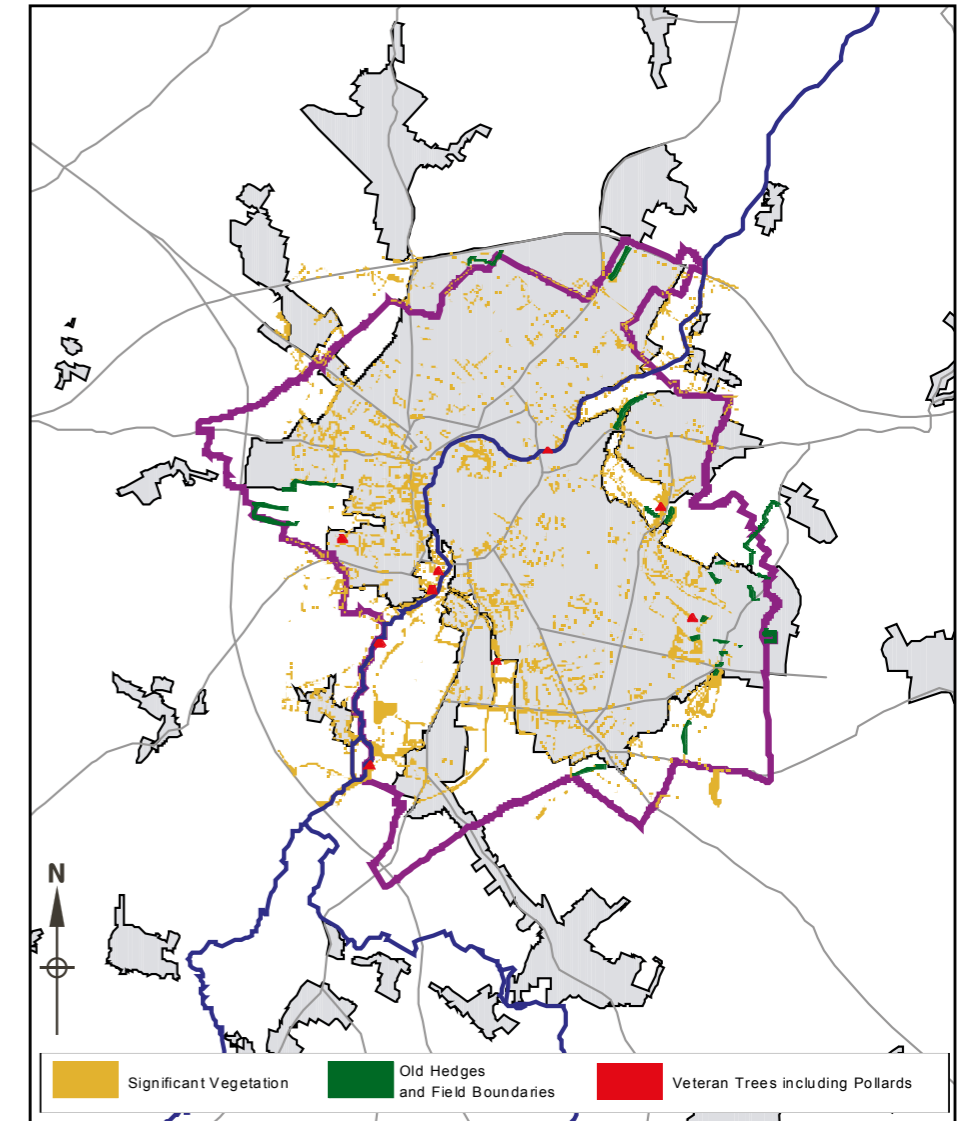 N
Significant Vegetation
Old Hedges
and Field Boundaries
Veteran Trees including Pollards